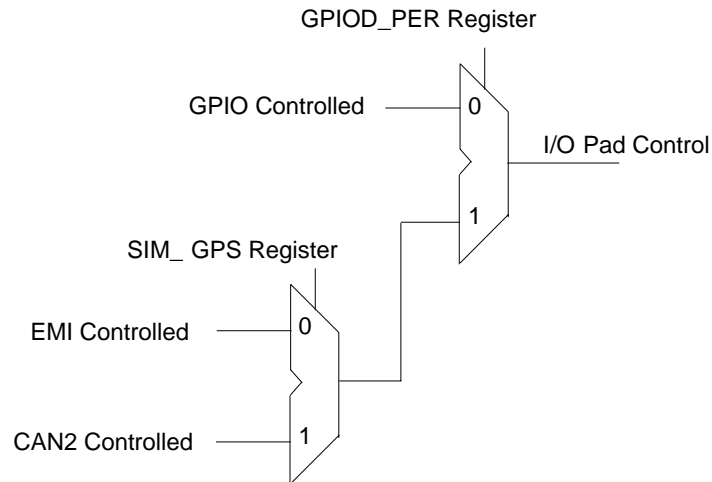 GPIOD_PER Register
GPIO Controlled
0
I/O Pad Control
1
SIM_ GPS Register
EMI Controlled
0
CAN2 Controlled
1